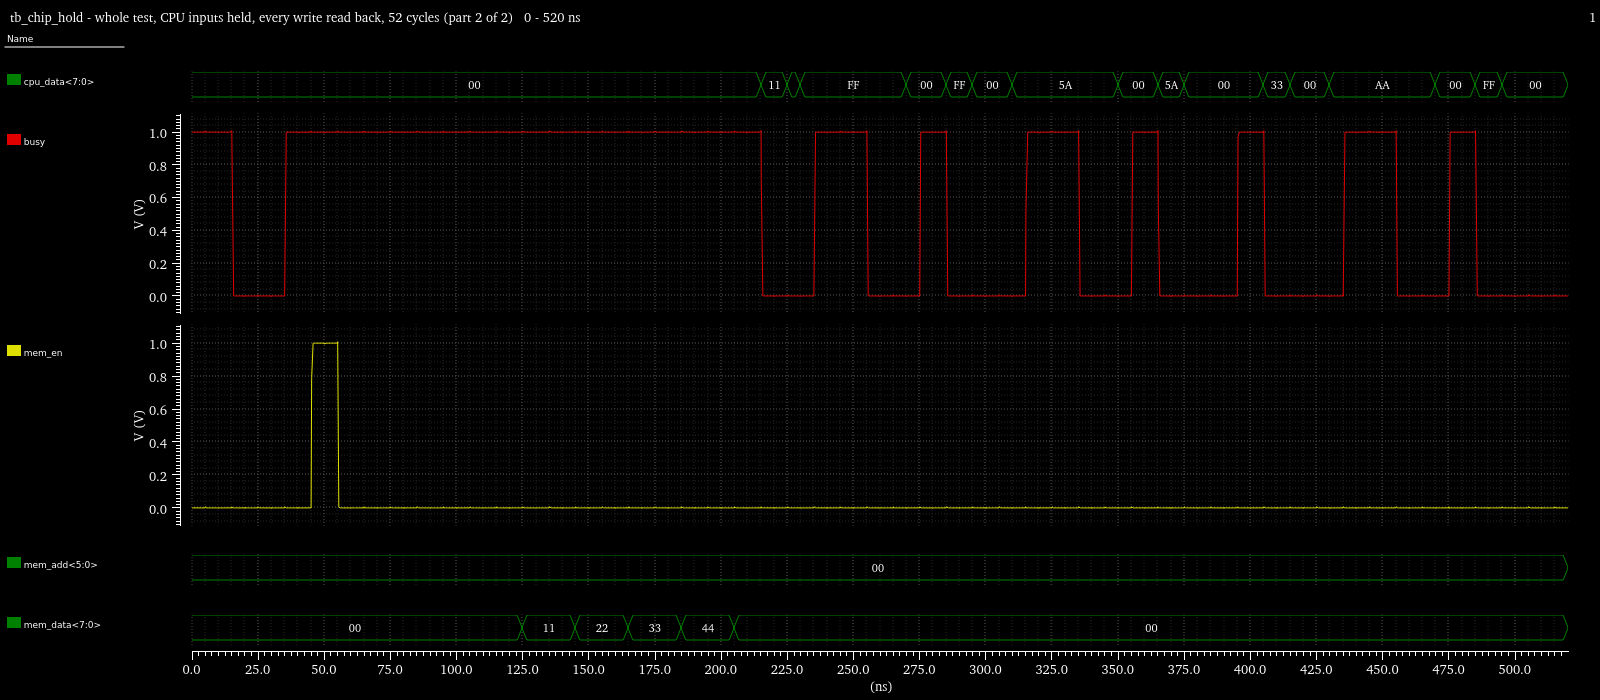 tb_chip_hold - whole test, CPU inputs held, every write read back, 52 cycles (part 2 of 2)   0 - 520 ns 1
Name
cpu_data<7:0> 00 11 FF 00 FF 00 5A 00 5A 00 33 00 AA 00 FF 00
busy
1.0
0.8
0.6
0.4
0.2
0.0
V (V)
mem_en
1.0
0.8
0.6
0.4
0.2
0.0
V (V)
mem_add<5:0> 00
mem_data<7:0> 00 11 22 33 44 00
0.0 25.0 50.0 75.0 100.0 125.0 150.0 175.0 200.0 225.0 250.0 275.0 300.0 325.0 350.0 375.0 400.0 425.0 450.0 475.0 500.0
(ns)